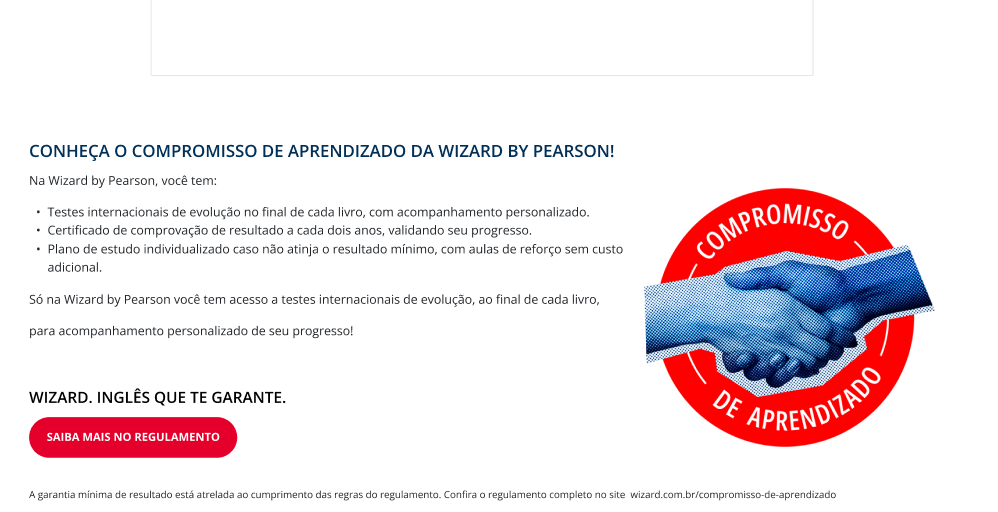 CONHEÇA O COMPROMISSO DE APRENDIZADO DA WIZARD BY PEARSON!
Na Wizard by Pearson, você tem:
• Testes internacionais de evolução no final de cada livro, com acompanhamento personalizado.
• Certificado de comprovação de resultado a cada dois anos, validando seu progresso.
• Plano de estudo individualizado caso não atinja o resultado mínimo, com aulas de reforço sem custo
adicional.
Só na Wizard by Pearson você tem acesso a testes internacionais de evolução, ao final de cada livro,
para acompanhamento personalizado de seu progresso!
COMPROMISSO
DE APRENDIZADO
WIZARD. INGLÊS QUE TE GARANTE.
SAIBA MAIS NO REGULAMENTO
A garantia mínima de resultado está atrelada ao cumprimento das regras do regulamento. Confira o regulamento completo no site wizard.com.br/compromisso-de-aprendizado